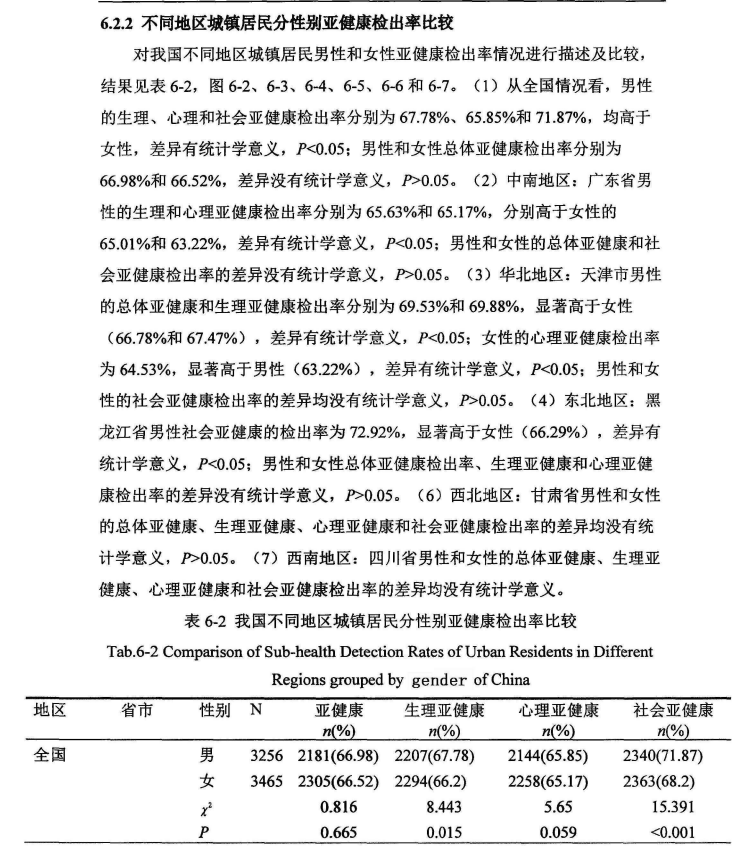 6.2.2 不同地区城镇居民分性别亚健康检出率比较
对我国不同地区城镇居民男性和女性亚健康检出率情况进行描述及比较，
结果见表 6-2，图 6-2、6-3、6-4、6-5、6-6 和 6-7。（1）从全国情况看，男性
的生理、心理和社会亚健康检出率分别为 67.78%、65.85%和 71.87%，均高于
女性，差异有统计学意义，P<0.05；男性和女性总体亚健康检出率分别为
66.98%和 66.52%，差异没有统计学意义，P>0.05。（2）中南地区：广东省男
性的生理和心理亚健康检出率分别为 65.63%和 65.17%，分别高于女性的
65.01%和 63.22%，差异有统计学意义，P<0.05；男性和女性的总体亚健康和社
会亚健康检出率的差异没有统计学意义，P>0.05。（3）华北地区：天津市男性
的总体亚健康和生理亚健康检出率分别为 69.53%和 69.88%，显著高于女性
（66.78%和 67.47%），差异有统计学意义，P<0.05；女性的心理亚健康检出率
为 64.53%，显著高于男性（63.22%），差异有统计学意义，P<0.05；男性和女
性的社会亚健康检出率的差异均没有统计学意义，P>0.05。（4）东北地区：黑
龙江省男性社会亚健康的检出率为 72.92%，显著高于女性（66.29%），差异有
统计学意义，P<0.05；男性和女性总体亚健康检出率、生理亚健康和心理亚健
康检出率的差异没有统计学意义，P>0.05。（6）西北地区：甘肃省男性和女性
的总体亚健康、生理亚健康、心理亚健康和社会亚健康检出率的差异均没有统
计学意义，P>0.05。（7）西南地区：四川省男性和女性的总体亚健康、生理亚
健康、心理亚健康和社会亚健康检出率的差异均没有统计学意义。
表 6-2 我国不同地区城镇居民分性别亚健康检出率比较
Tab.6-2 Comparison of Sub-health Detection Rates of Urban Residents in Different
Regions grouped by gender of China
地区 省市 性别 N 亚健康 生理亚健康 心理亚健康 社会亚健康
n(%) n(%) n(%) n(%)
全国 男 3256 2181(66.98) 2207(67.78) 2144(65.85) 2340(71.87)
女 3465 2305(66.52) 2294(66.2) 2258(65.17) 2363(68.2)
χ² 0.816 8.443 5.65 15.391
P 0.665 0.015 0.059 <0.001